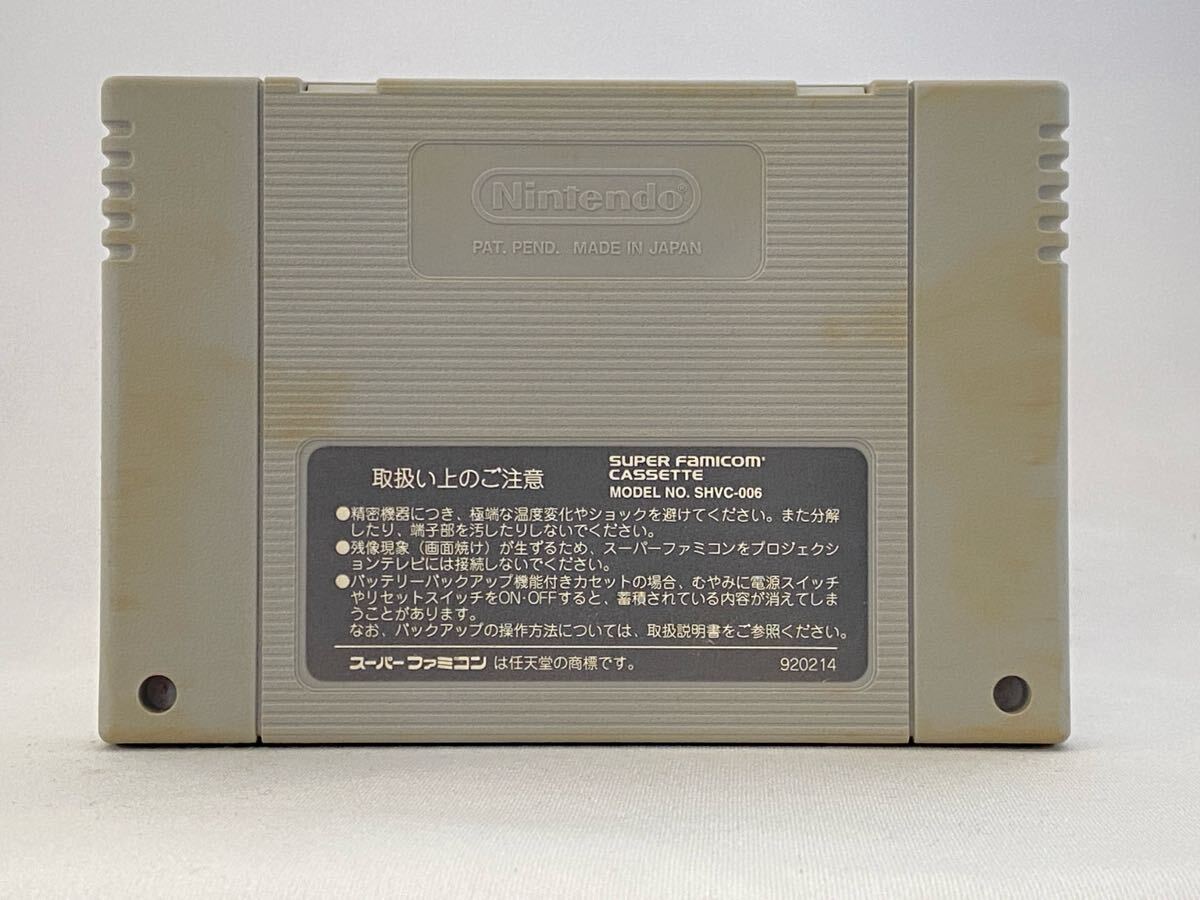 Nintendo®
PAT. PEND. MADE IN JAPAN
取扱い上のご注意
SUPER FAMICOM
CASSETTE
MODEL NO. SHVC-006
●精密機器につき、極端な温度変化やショックを避けてください。また分解
したり、端子部を汚したりしないでください。
●残像現象（画面焼け）が生ずるため、スーパーファミコンをプロジェクシ
ョンテレビには接続しないでください。
●バッテリーバックアップ機能付きカセットの場合、むやみに電源スイッチ
やリセットスイッチをON・OFFすると、蓄積されている内容が消えてしま
うことがあります。
なお、バックアップの操作方法については、取扱説明書をご参照ください。
スーパーファミコン は任天堂の商標です。 920214